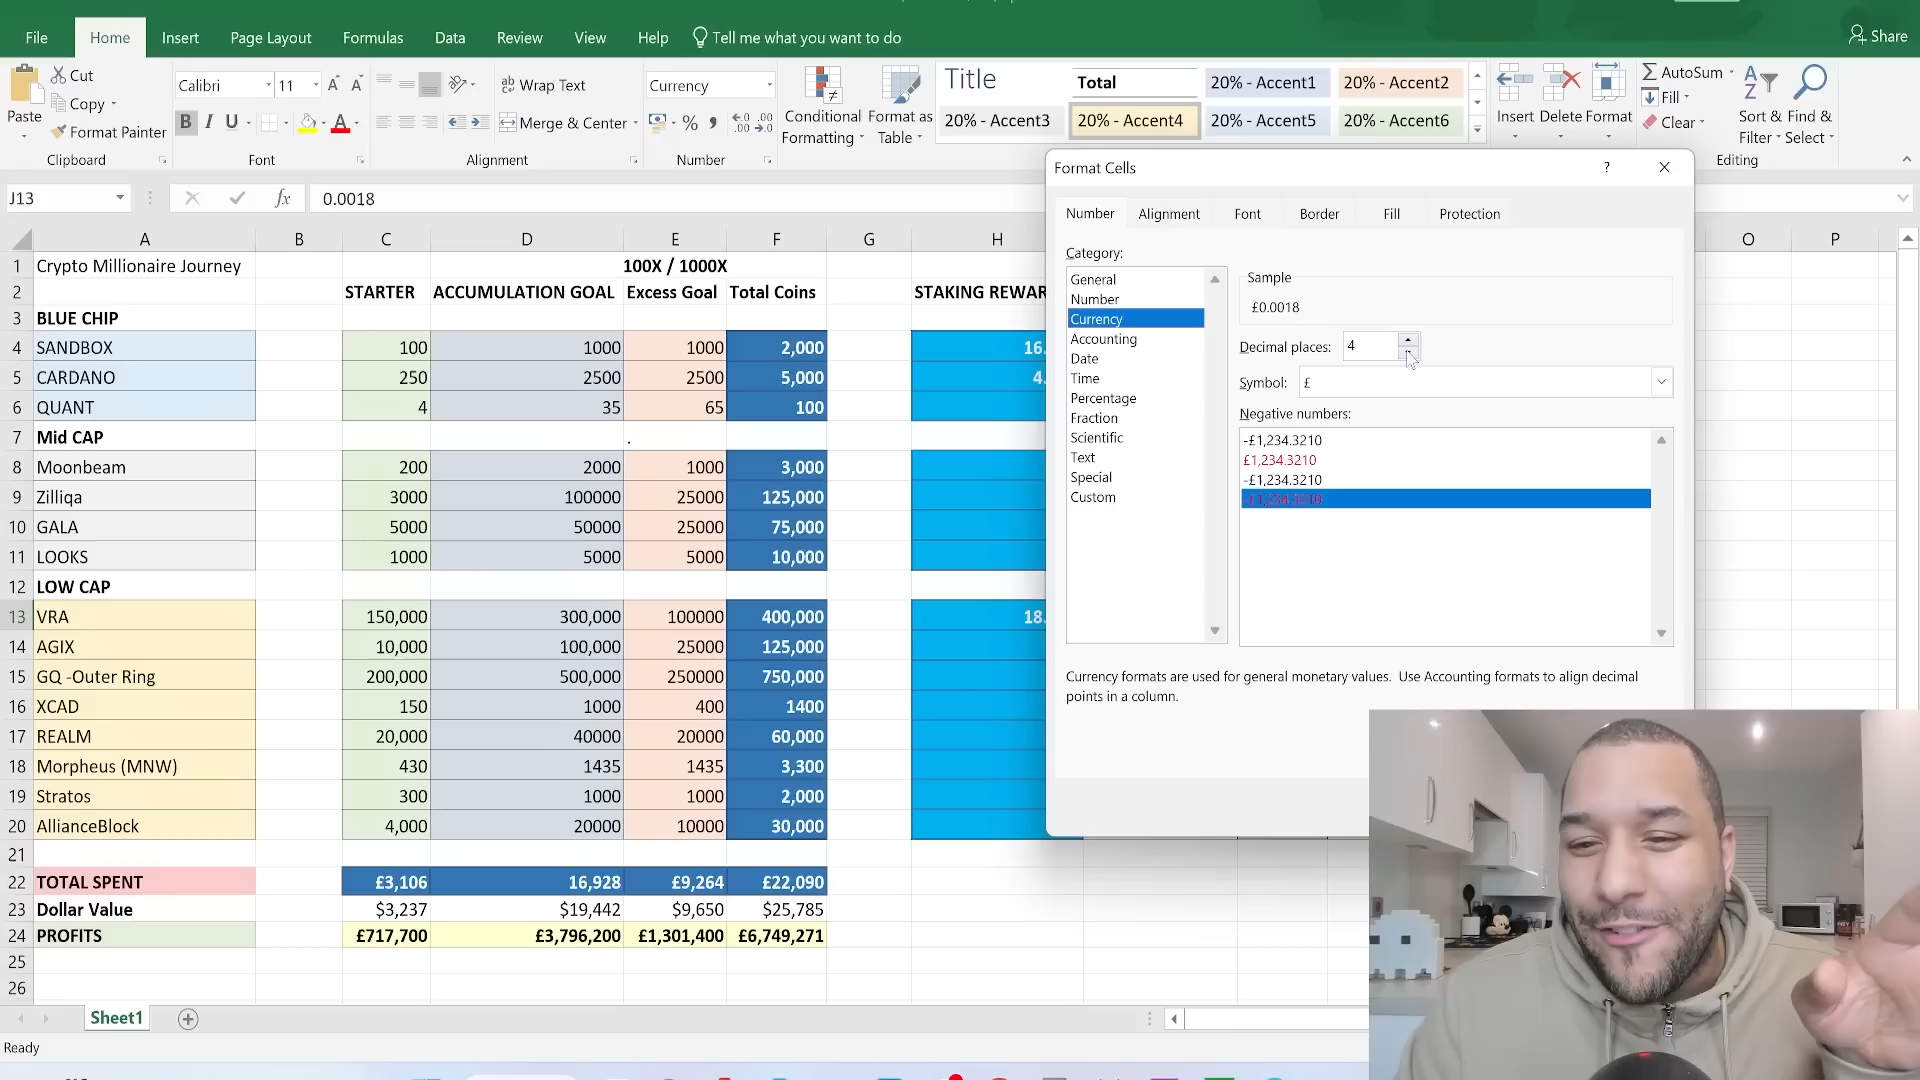 File Home Insert Page Layout Formulas Data Review View Help Tell me what you want to do Share
Paste
Cut
Copy
Format Painter
Clipboard
Calibri 11
B I U
Font
Wrap Text
Merge & Center
Alignment
Currency
%
Number
Conditional Formatting
Format as Table
Title Total 20% - Accent1 20% - Accent2
20% - Accent3 20% - Accent4 20% - Accent5 20% - Accent6
Insert Delete Format
AutoSum
Fill
Clear
Sort & Filter
Find & Select
Editing
J13 fx 0.0018
A B C D E F G H O P
1 Crypto Millionaire Journey 100X / 1000X
2 STARTER ACCUMULATION GOAL Excess Goal Total Coins STAKING REWAR
3 BLUE CHIP
4 SANDBOX 100 1000 1000 2,000 16.
5 CARDANO 250 2500 2500 5,000 4.
6 QUANT 4 35 65 100
7 Mid CAP .
8 Moonbeam 200 2000 1000 3,000
9 Zilliqa 3000 100000 25000 125,000
10 GALA 5000 50000 25000 75,000
11 LOOKS 1000 5000 5000 10,000
12 LOW CAP
13 VRA 150,000 300,000 100000 400,000 18.
14 AGIX 10,000 100,000 25000 125,000
15 GQ -Outer Ring 200,000 500,000 250000 750,000
16 XCAD 150 1000 400 1400
17 REALM 20,000 40000 20000 60,000
18 Morpheus (MNW) 430 1435 1435 3,300
19 Stratos 300 1000 1000 2,000
20 AllianceBlock 4,000 20000 10000 30,000
21
22 TOTAL SPENT £3,106 16,928 £9,264 £22,090
23 Dollar Value $3,237 $19,442 $9,650 $25,785
24 PROFITS £717,700 £3,796,200 £1,301,400 £6,749,271
25
26
Sheet1
Ready
Format Cells ?
Number Alignment Font Border Fill Protection
Category:
General
Number
Currency
Accounting
Date
Time
Percentage
Fraction
Scientific
Text
Special
Custom
Sample
£0.0018
Decimal places: 4
Symbol: £
Negative numbers:
-£1,234.3210
£1,234.3210
-£1,234.3210
-£1,234.3210
Currency formats are used for general monetary values. Use Accounting formats to align decimal
points in a column.